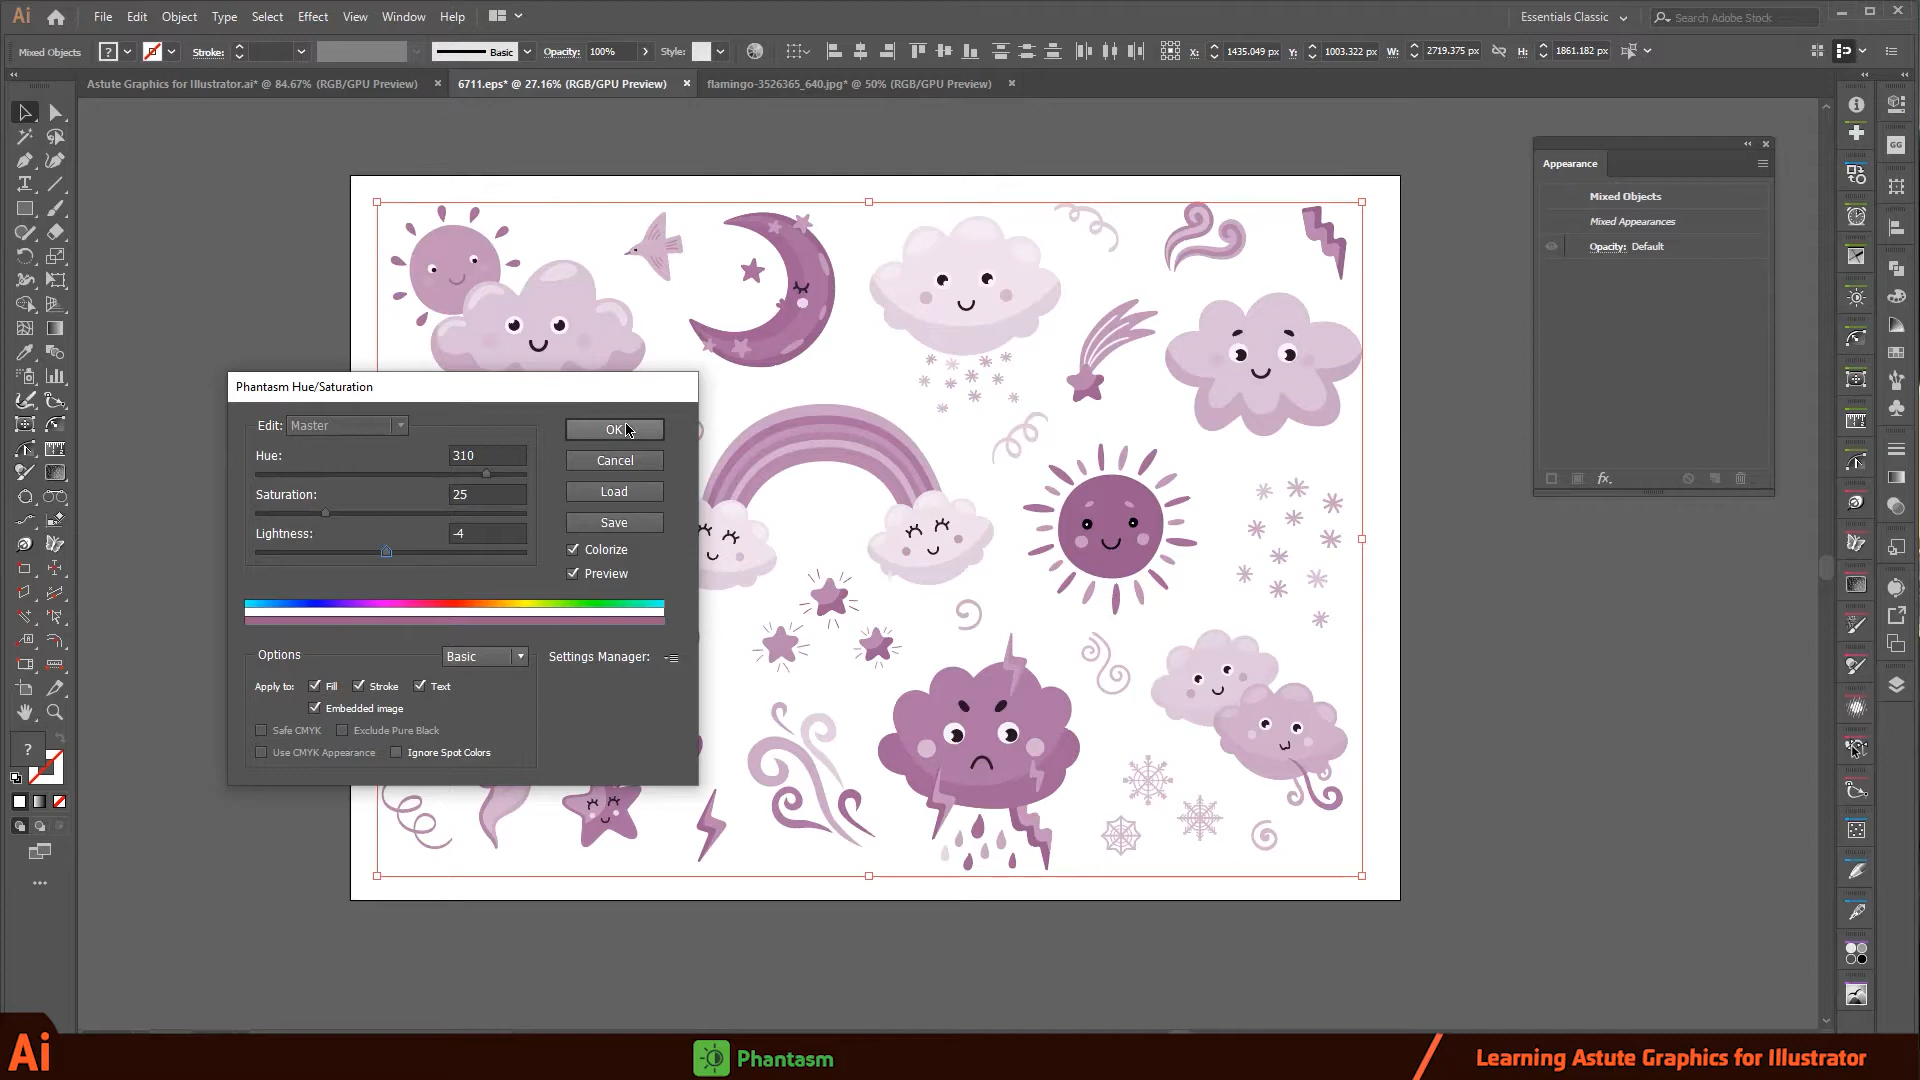 Ai File Edit Object Type Select Effect View Window Help Essentials Classic Search Adobe Stock
Mixed Objects ? Stroke: Basic Opacity: 100% Style: X: 1435.049 px Y: 1003.322 px W: 2719.375 px H: 1861.182 px
Astute Graphics for Illustrator.ai* @ 84.67% (RGB/GPU Preview) 6711.eps* @ 27.16% (RGB/GPU Preview) flamingo-3526365_640.jpg* @ 50% (RGB/GPU Preview)
Appearance
Mixed Objects
Mixed Appearances
Opacity: Default
fx
GG
Phantasm Hue/Saturation
Edit: Master
OK
Hue: 310
Cancel
Saturation: 25
Load
Save
Lightness: -4
Colorize
Preview
Options Basic Settings Manager:
Apply to: Fill Stroke Text
Embedded image
Safe CMYK Exclude Pure Black
Use CMYK Appearance Ignore Spot Colors
?
Ai Phantasm Learning Astute Graphics for Illustrator